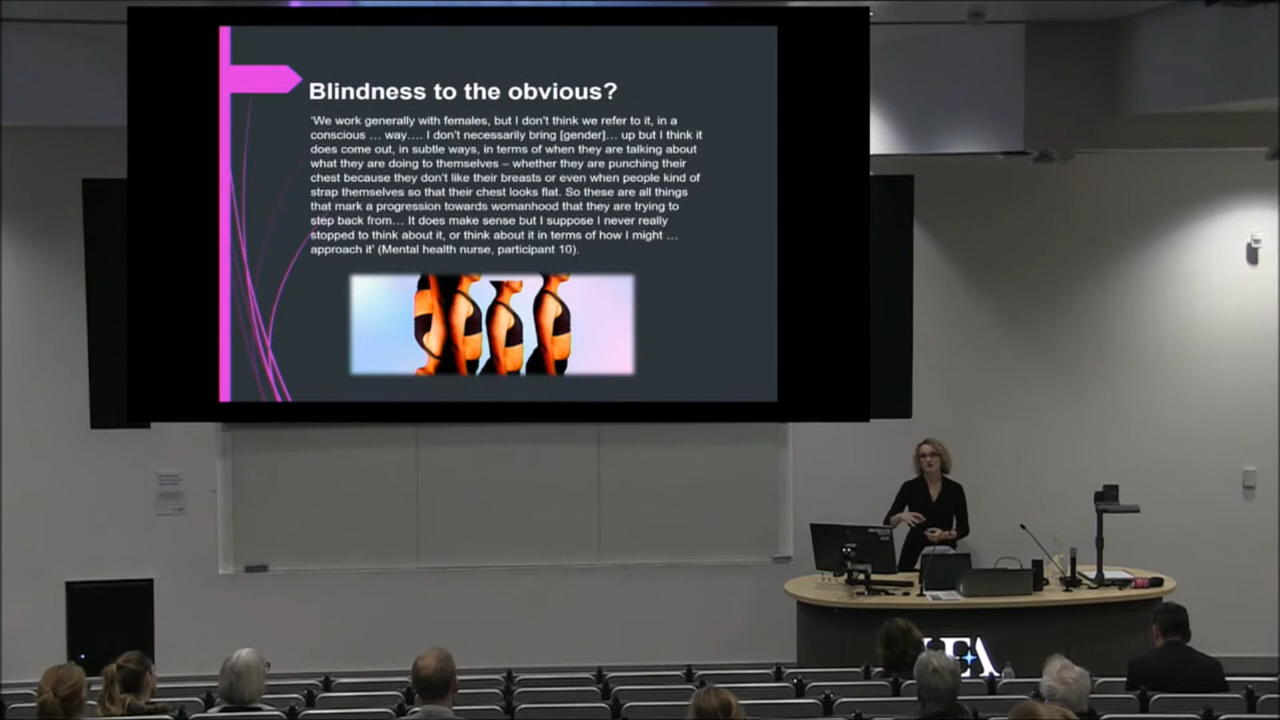 Blindness to the obvious?
'We work generally with females, but I don't think we refer to it, in a
conscious … way…. I don't necessarily bring [gender]… up but I think it
does come out, in subtle ways, in terms of when they are talking about
what they are doing to themselves – whether they are punching their
chest because they don't like their breasts or even when people kind of
strap themselves so that their chest looks flat. So these are all things
that mark a progression towards womanhood that they are trying to
step back from… It does make sense but I suppose I never really
stopped to think about it, or think about it in terms of how I might …
approach it' (Mental health nurse, participant 10).